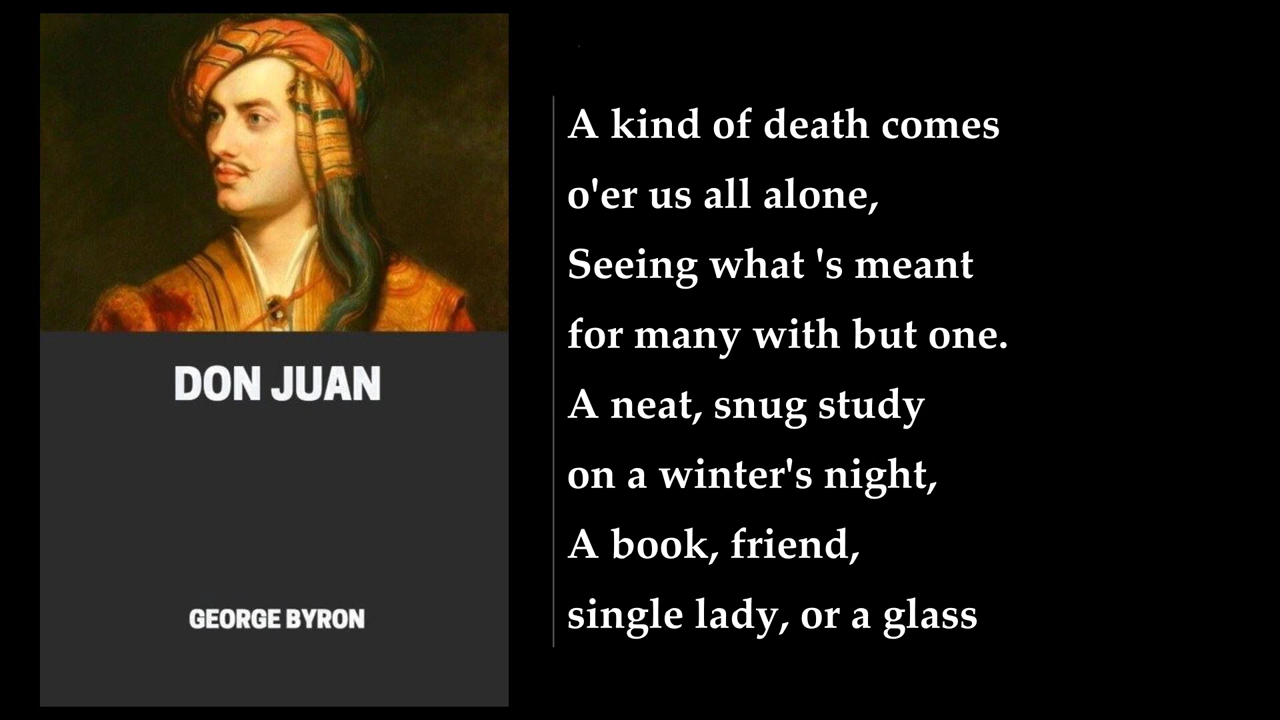 DON JUAN
GEORGE BYRON
A kind of death comes
o'er us all alone,
Seeing what 's meant
for many with but one.
A neat, snug study
on a winter's night,
A book, friend,
single lady, or a glass